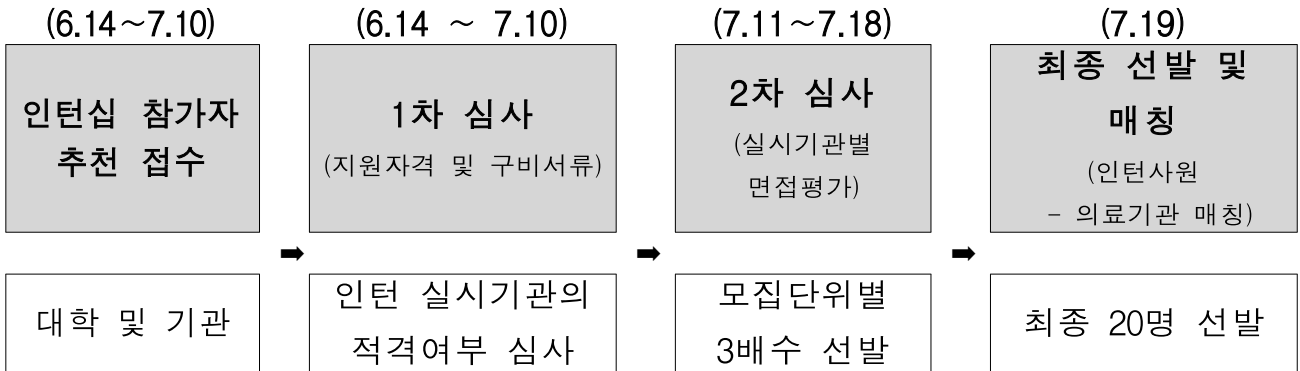 (6.14~7.10)
인턴십 참가자
추천 접수
대학 및 기관
➡
(6.14 ~ 7.10)
1차 심사
(지원자격 및 구비서류)
인턴 실시기관의
적격여부 심사
➡
(7.11~7.18)
2차 심사
(실시기관별
면접평가)
모집단위별
3배수 선발
➡
(7.19)
최종 선발 및
매칭
(인턴사원
- 의료기관 매칭)
최종 20명 선발